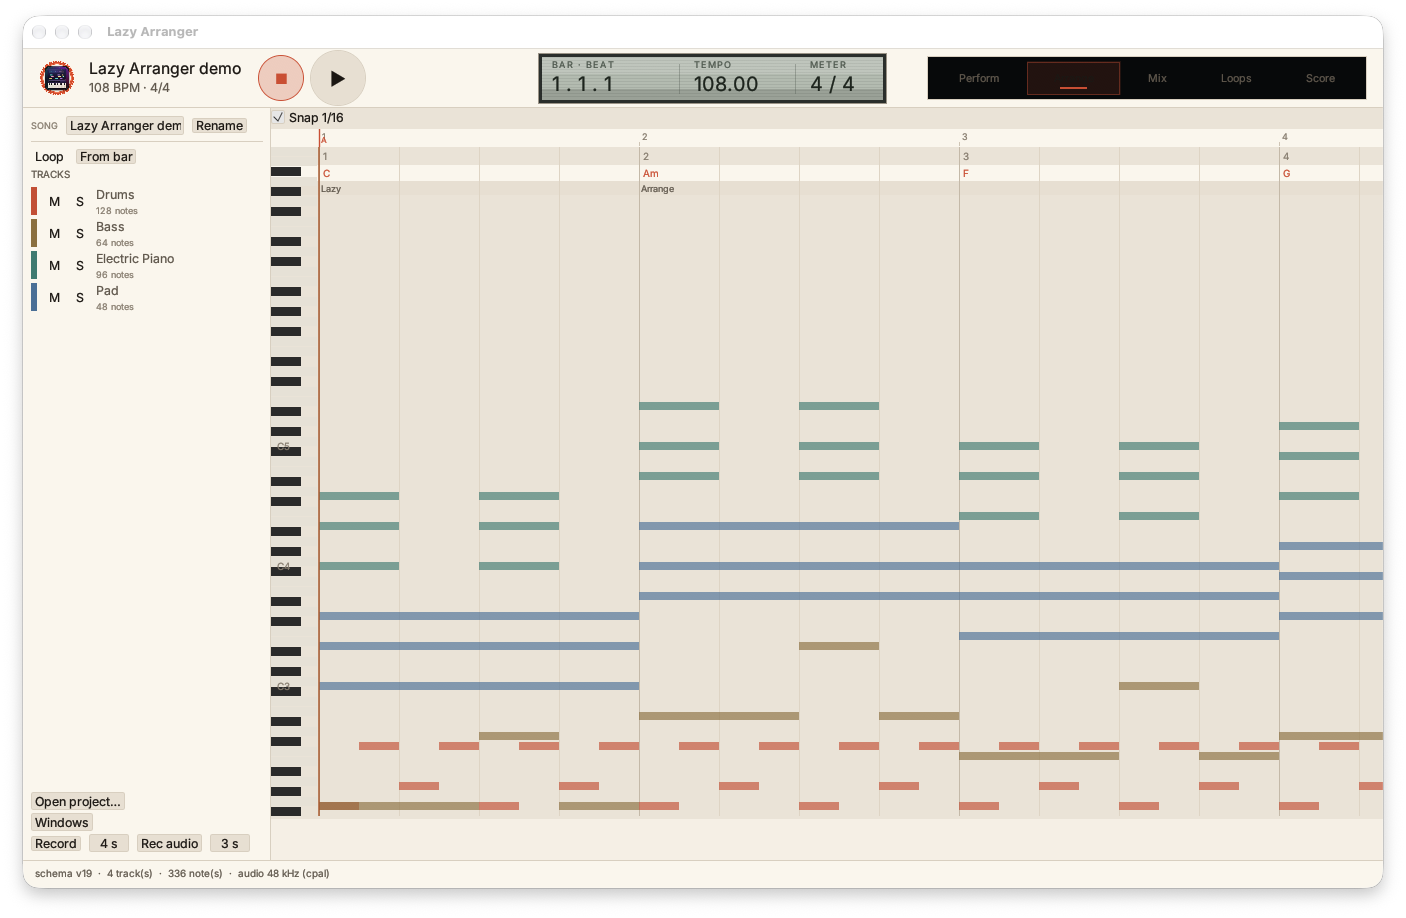 Lazy Arranger
Lazy Arranger demo
108 BPM · 4/4
BAR · BEAT
1 . 1 . 1
TEMPO
108.00
METER
4 / 4
Perform
Mix
Loops
Score
SONG
Lazy Arranger dem
Rename
Loop
From bar
TRACKS
M S Drums
128 notes
M S Bass
64 notes
M S Electric Piano
96 notes
M S Pad
48 notes
Open project...
Windows
Record 4 s Rec audio 3 s
Snap 1/16
1 2 3 4
A
1 2 3 4
C Am F G
Lazy Arrange
C5
C4
C3
schema v19 · 4 track(s) · 336 note(s) · audio 48 kHz (cpal)